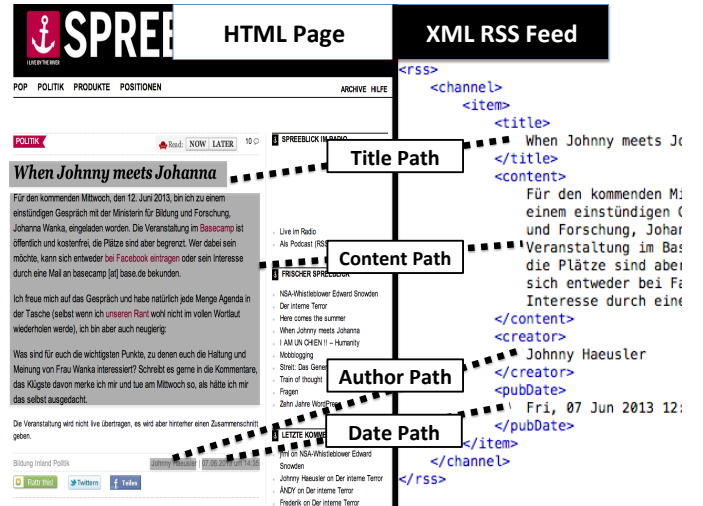 HTML Page
XML RSS Feed
SPREE
I LIVE BY THE RIVER
POP POLITIK PRODUKTE POSITIONEN
ARCHIVE HILFE
POLITIK
Read: NOW LATER 10
When Johnny meets Johanna
Für den kommenden Mittwoch, den 12. Juni 2013, bin ich zu einem
einstündigen Gespräch mit der Ministerin für Bildung und Forschung,
Johanna Wanka, eingeladen worden. Die Veranstaltung im Basecamp ist
öffentlich und kostenfrei, die Plätze sind aber begrenzt. Wer dabei sein
möchte, kann sich entweder bei Facebook eintragen oder sein Interesse
durch eine Mail an basecamp [at] base.de bekunden.
Ich freue mich auf das Gespräch und habe natürlich jede Menge Agenda in
der Tasche (selbst wenn ich unseren Rant wohl nicht im vollen Wortlaut
wiederholen werde), ich bin aber auch neugierig:
Was sind für euch die wichtigsten Punkte, zu denen euch die Haltung und
Meinung von Frau Wanka interessiert? Schreibt es gerne in die Kommentare,
das Klügste davon merke ich mir und tue am Mittwoch so, als hätte ich mir
das selbst ausgedacht.
Die Veranstaltung wird nicht live übertragen, es wird aber hinterher einen Zusammenschnitt
geben.
Bildung Inland Politik
Johnny Haeusler | 07.06.2013 um 14:35
Flattr this!
Twittern
Teilen
SPREEBLICK IM RADIO
Live im Radio
Als Podcast (RSS
FRISCHER SPREEBLICK
NSA-Whistleblower Edward Snowden
Der interne Terror
Here comes the summer
When Johnny meets Johanna
I AM UN CHIEN !! – Humanity
Mobblogging
Streit: Das Gener
Train of thought
Fragen
Zehn Jahre WordPress
LETZTE KOMME
jiml on NSA-Whistleblower Edward
Snowden
Johnny Haeusler on Der interne Terror
ÄNDY on Der interne Terror
Frederik on Der interne Terror
Title Path
Content Path
Author Path
Date Path
<rss>
<channel>
<item>
<title>
When Johnny meets Jo
</title>
<content>
Für den kommenden Mi
einem einstündigen G
und Forschung, Johan
Veranstaltung im Bas
die Plätze sind aber
sich entweder bei Fa
Interesse durch eine
</content>
<creator>
Johnny Haeusler
</creator>
<pubDate>
Fri, 07 Jun 2013 12:
</pubDate>
</item>
</channel>
</rss>